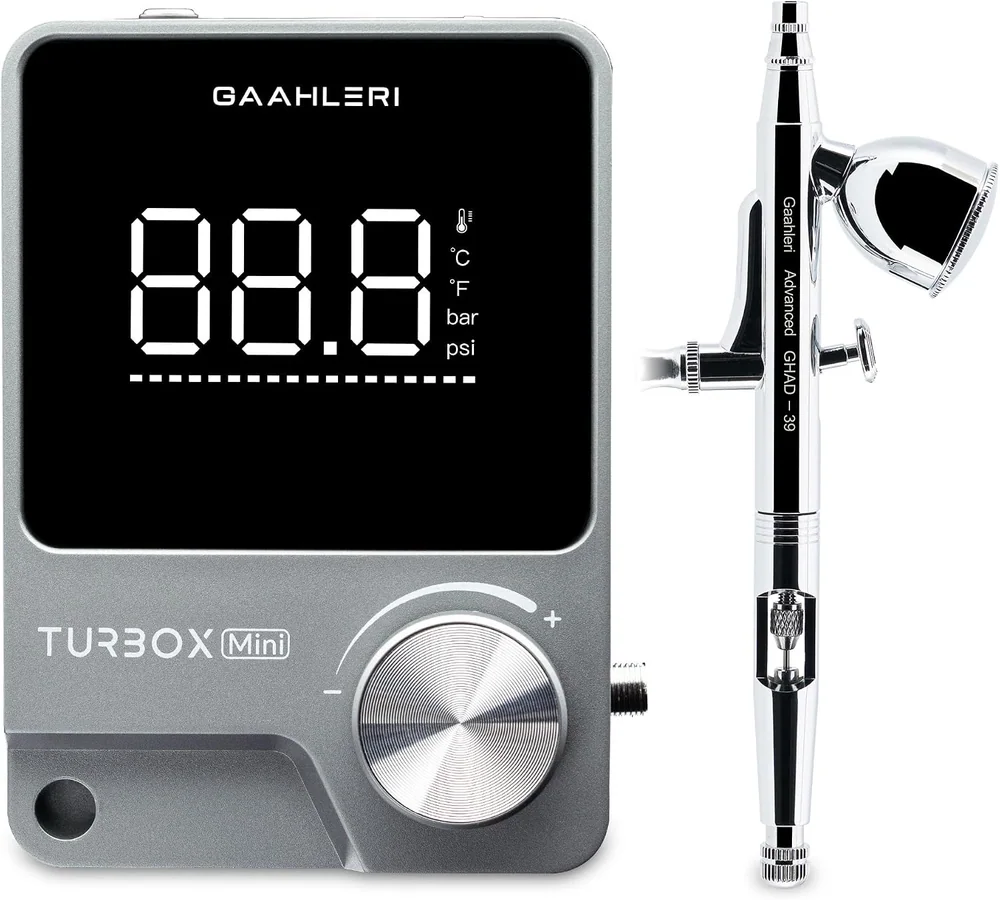 GAAHLERI
88.8
°C
°F
bar
psi
TURBOX Mini
+
−
Gaahleri Advanced GHAD – 39